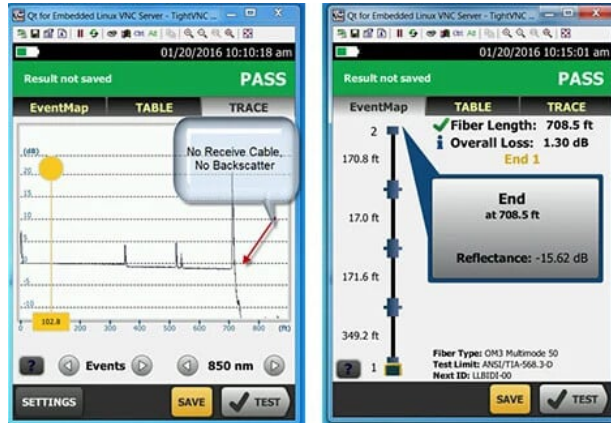 Qt for Embedded Linux VNC Server - TightVNC ...
01/20/2016 10:10:18 am
Result not saved
PASS
EventMap
TABLE
TRACE
No Receive Cable,
No Backscatter
(dB)
20
15
10
5
0
-5
-10
102.8
0
200
300
400
500
600
700
800
(ft)
?
Events
850 nm
SETTINGS
SAVE
TEST
Qt for Embedded Linux VNC Server - TightVNC ...
01/20/2016 10:15:01 am
Result not saved
PASS
EventMap
TABLE
TRACE
2
Fiber Length: 708.5 ft
Overall Loss: 1.30 dB
End 1
170.8 ft
End
at 708.5 ft
17.0 ft
Reflectance: -15.62 dB
171.6 ft
349.2 ft
Fiber Type: OM3 Multimode 50
Test Limit: ANSI/TIA-568.3-D
Next ID: LLBIDI-00
?
1
SAVE
TEST